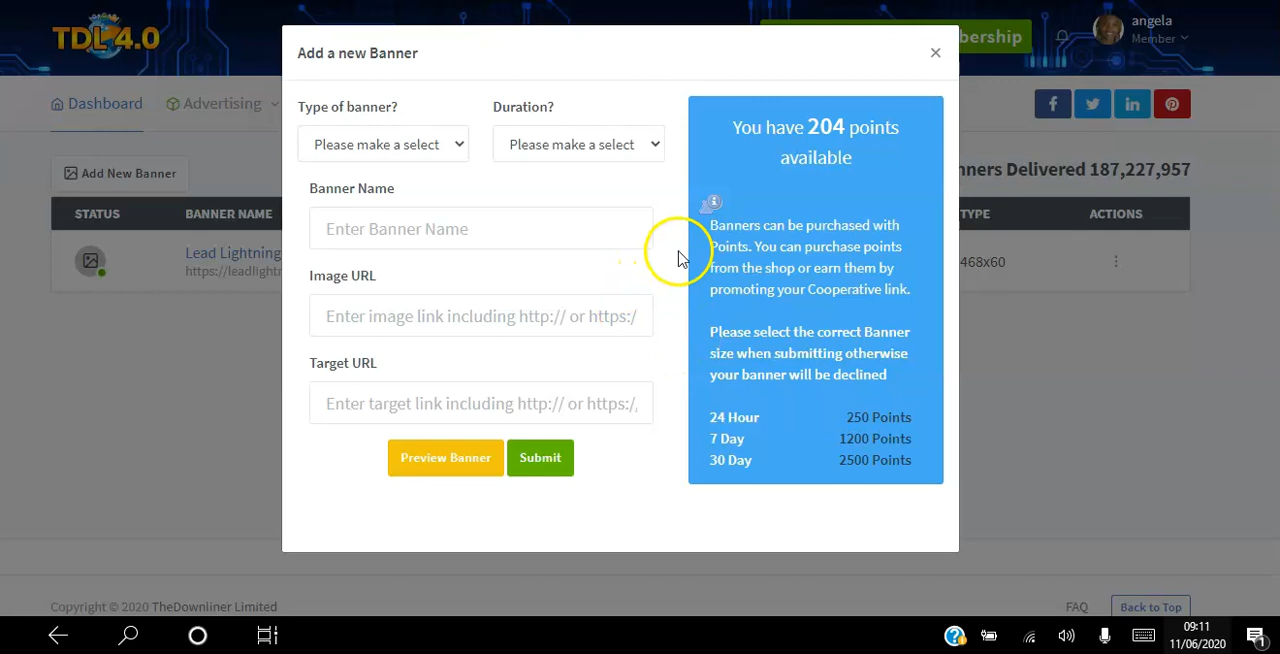 TDL4.0
bership
angela
Member
Add a new Banner
×
Dashboard
Advertising
Type of banner?
Duration?
Please make a select
Please make a select
You have 204 points
available
Add New Banner
nners Delivered 187,227,957
Banner Name
Enter Banner Name
STATUS
BANNER NAME
TYPE
ACTIONS
Banners can be purchased with
Points. You can purchase points
from the shop or earn them by
promoting your Cooperative link.
Lead Lightning
https://leadlightn
468x60
Image URL
Enter image link including http:// or https:/
Please select the correct Banner
size when submitting otherwise
your banner will be declined
Target URL
Enter target link including http:// or https:/,
24 Hour 250 Points
7 Day 1200 Points
30 Day 2500 Points
Preview Banner
Submit
Copyright © 2020 TheDownliner Limited
FAQ
Back to Top
09:11
11/06/2020
1